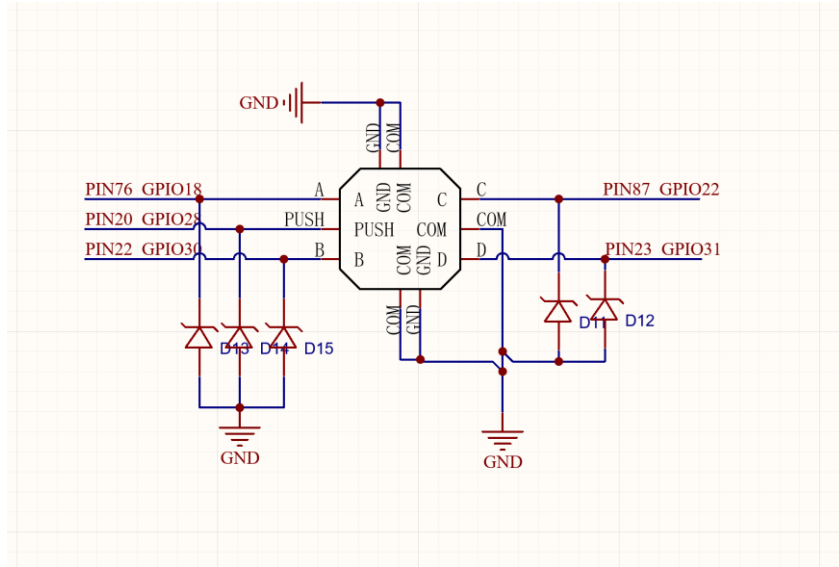 GND
GND
COM
PIN76 GPIO18
A
A
GND
COM
C
C
PIN87 GPIO22
PIN20 GPIO28
PUSH
PUSH
COM
COM
PIN22 GPIO30
B
B
COM
GND
D
D
PIN23 GPIO31
COM
GND
D13
D14
D15
D11
D12
GND
GND